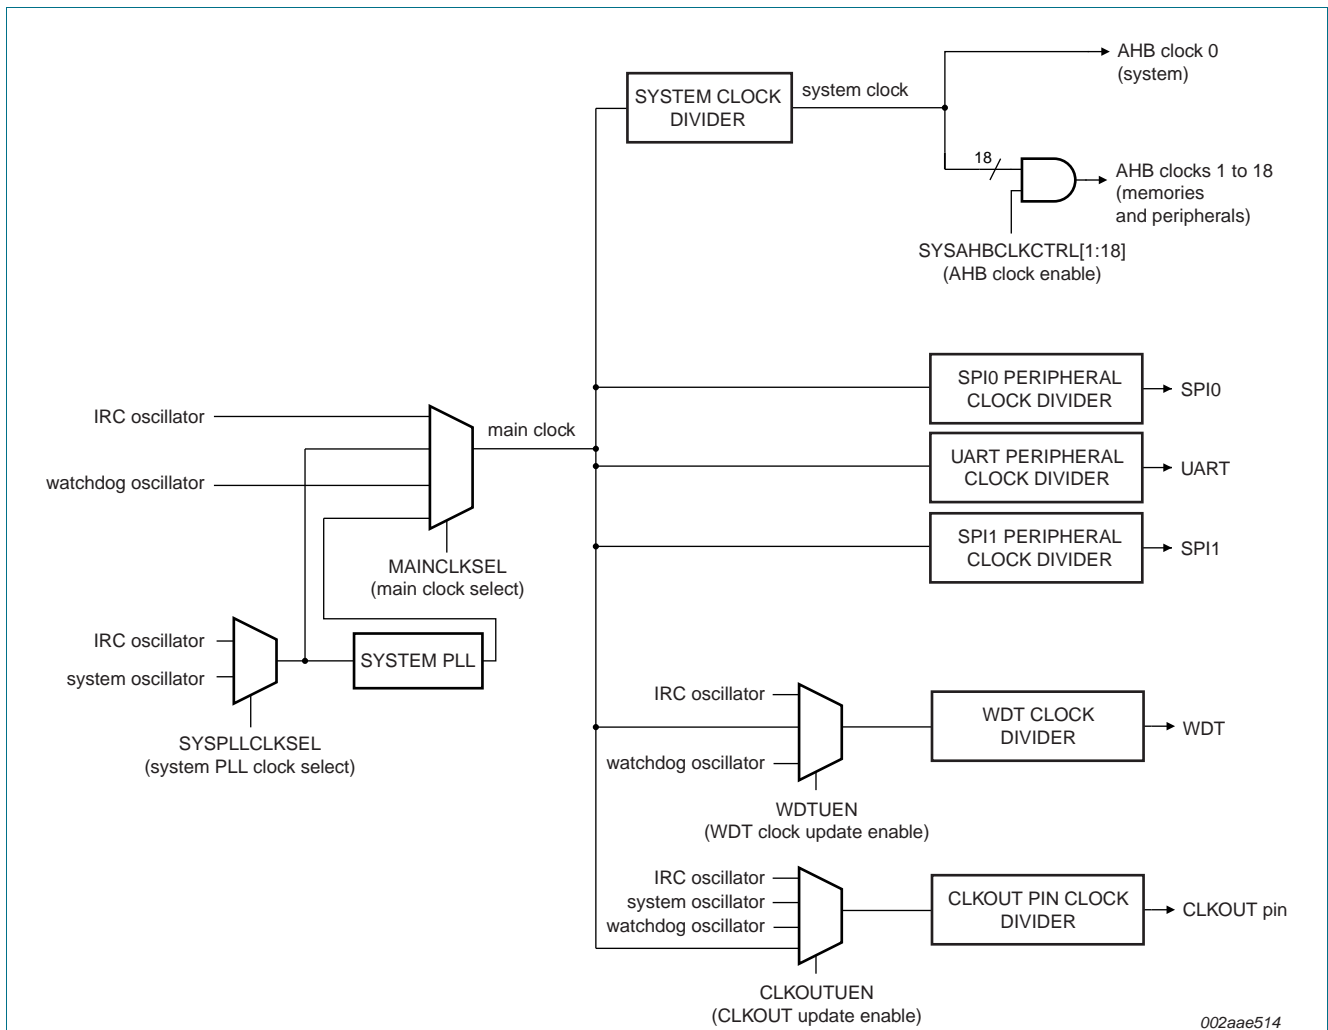 AHB clock 0
(system)
SYSTEM CLOCK
DIVIDER
system clock
18
AHB clocks 1 to 18
(memories
and peripherals)
SYSAHBCLKCTRL[1:18]
(AHB clock enable)
SPI0 PERIPHERAL
CLOCK DIVIDER
SPI0
IRC oscillator
main clock
UART PERIPHERAL
CLOCK DIVIDER
UART
watchdog oscillator
SPI1 PERIPHERAL
CLOCK DIVIDER
SPI1
MAINCLKSEL
(main clock select)
IRC oscillator
system oscillator
SYSTEM PLL
SYSPLLCLKSEL
(system PLL clock select)
IRC oscillator
watchdog oscillator
WDT CLOCK
DIVIDER
WDT
WDTUEN
(WDT clock update enable)
IRC oscillator
system oscillator
watchdog oscillator
CLKOUT PIN CLOCK
DIVIDER
CLKOUT pin
CLKOUTUEN
(CLKOUT update enable)
002aae514